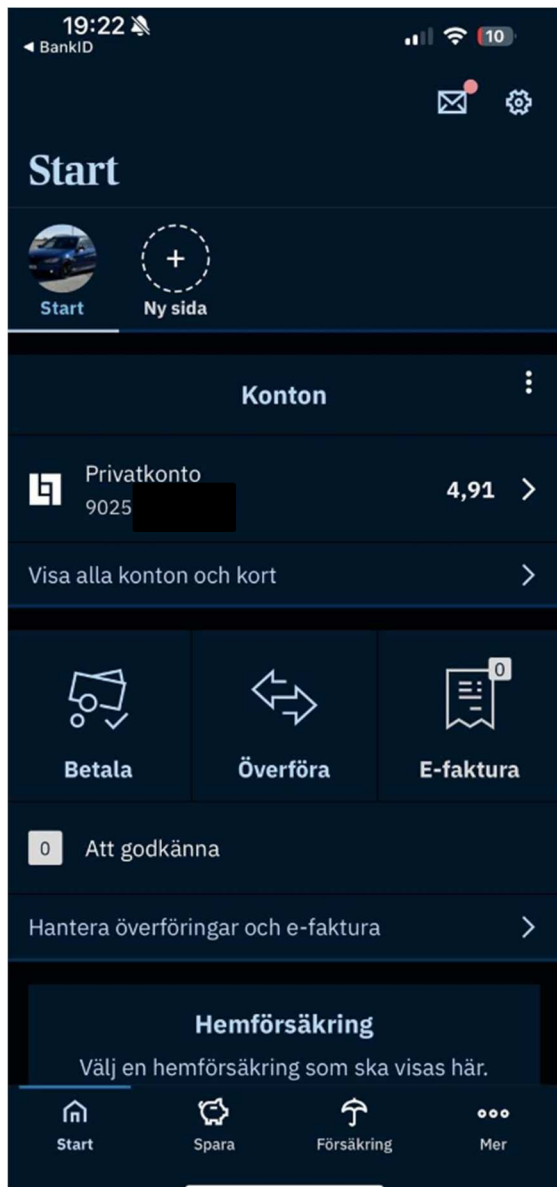 19:22
◀ BankID
10
Start
+
Start
Ny sida
Konton
Privatkonto
9025
4,91
Visa alla konton och kort
0
Betala
Överföra
E-faktura
0 Att godkänna
Hantera överföringar och e-faktura
Hemförsäkring
Välj en hemförsäkring som ska visas här.
Start
Spara
Försäkring
Mer